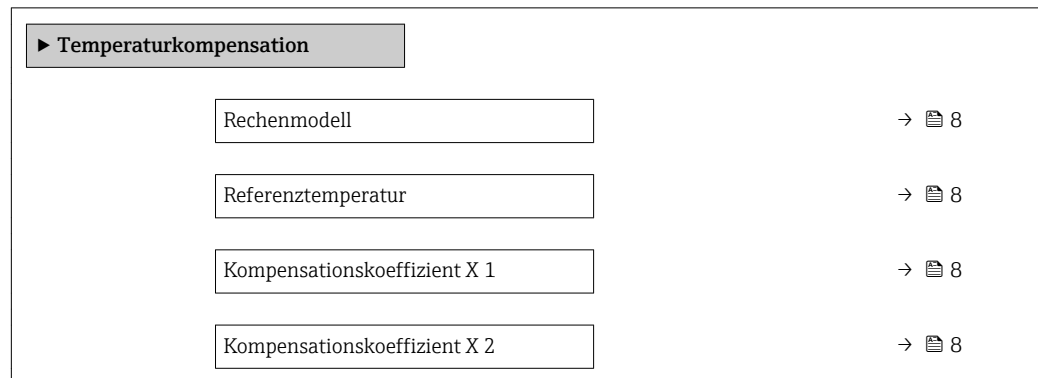 ▶ Temperaturkompensation
Rechenmodell → 8
Referenztemperatur → 8
Kompensationskoeffizient X 1 → 8
Kompensationskoeffizient X 2 → 8